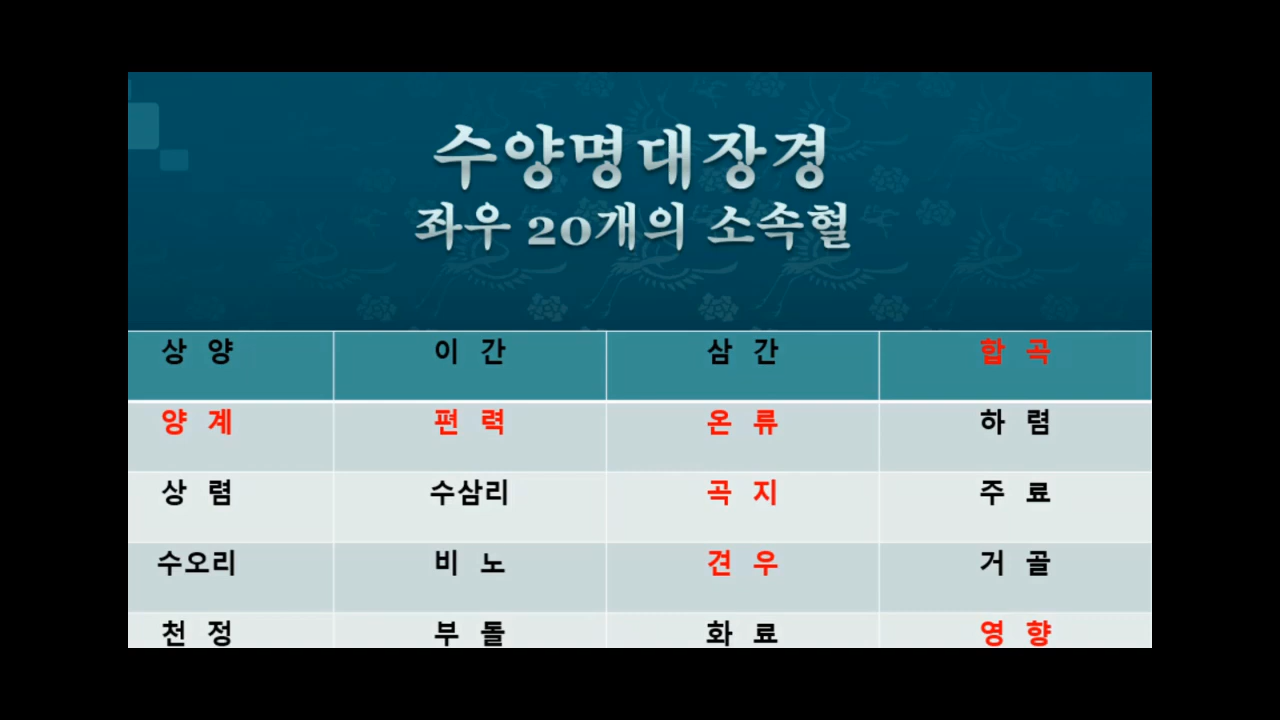 수양명대장경
좌우 20개의 소속혈
상 양 이 간 삼 간 합 곡
양 계 편 력 온 류 하 렴
상 렴 수삼리 곡 지 주 료
수오리 비 노 견 우 거 골
천 정 부 돌 화 료 영 향